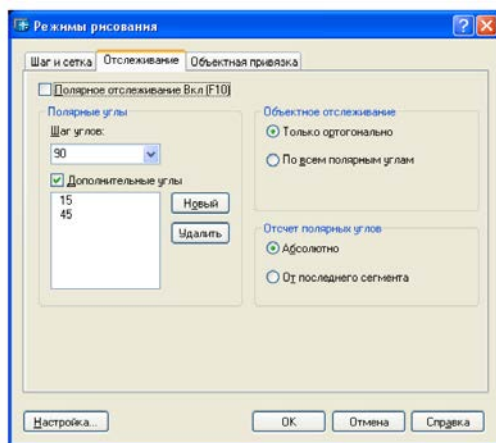 Режимы рисования
Шаг и сетка
Отслеживание
Объектная привязка
Полярное отслеживание Вкл (F10)
Полярные углы
Шаг углов:
90
Дополнительные углы
15
45
Новый
Удалить
Объектное отслеживание
Только ортогонально
По всем полярным углам
Отсчет полярных углов
Абсолютно
От последнего сегмента
Настройка...
OK
Отмена
Справка